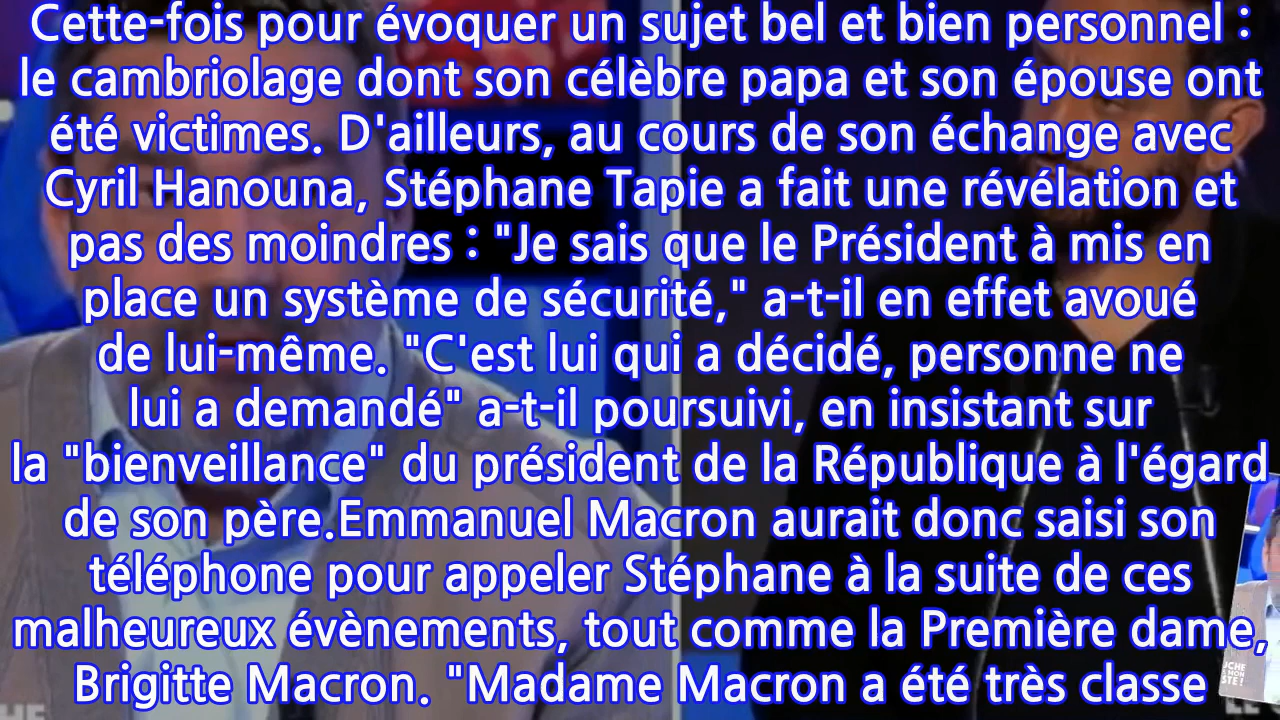 Cette-fois pour évoquer un sujet bel et bien personnel :
le cambriolage dont son célèbre papa et son épouse ont
été victimes. D'ailleurs, au cours de son échange avec
Cyril Hanouna, Stéphane Tapie a fait une révélation et
pas des moindres : "Je sais que le Président à mis en
place un système de sécurité," a-t-il en effet avoué
de lui-même. "C'est lui qui a décidé, personne ne
lui a demandé" a-t-il poursuivi, en insistant sur
la "bienveillance" du président de la République à l'égard
de son père.Emmanuel Macron aurait donc saisi son
téléphone pour appeler Stéphane à la suite de ces
malheureux évènements, tout comme la Première dame,
Brigitte Macron. "Madame Macron a été très classe